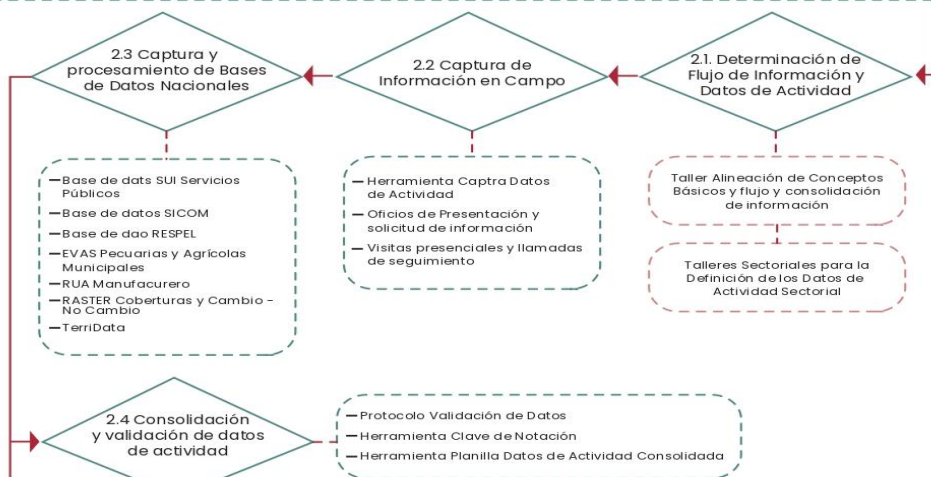 2.3 Captura y
procesamiento de Bases
de Datos Nacionales
2.2 Captura de
Información en Campo
2.1. Determinación de
Flujo de Información y
Datos de Actividad
—Base de dats SUI Servicios
Públicos
—Base de datos SICOM
—Base de dao RESPEL
—EVAS Pecuarias y Agrícolas
Municipales
—RUA Manufacurero
—RASTER Coberturas y Cambio -
No Cambio
—TerriData
— Herramienta Captra Datos
de Actividad
— Oficios de Presentación y
solicitud de información
— Visitas presenciales y llamadas
de seguimiento
Taller Alineación de Conceptos
Básicos y flujo y consolidación
de información
Talleres Sectoriales para la
Definición de los Datos de
Actividad Sectorial
2.4 Consolidación
y validación de datos
de actividad
—Protocolo Validación de Datos
—Herramienta Clave de Notación
—Herramienta Planilla Datos de Actividad Consolidada